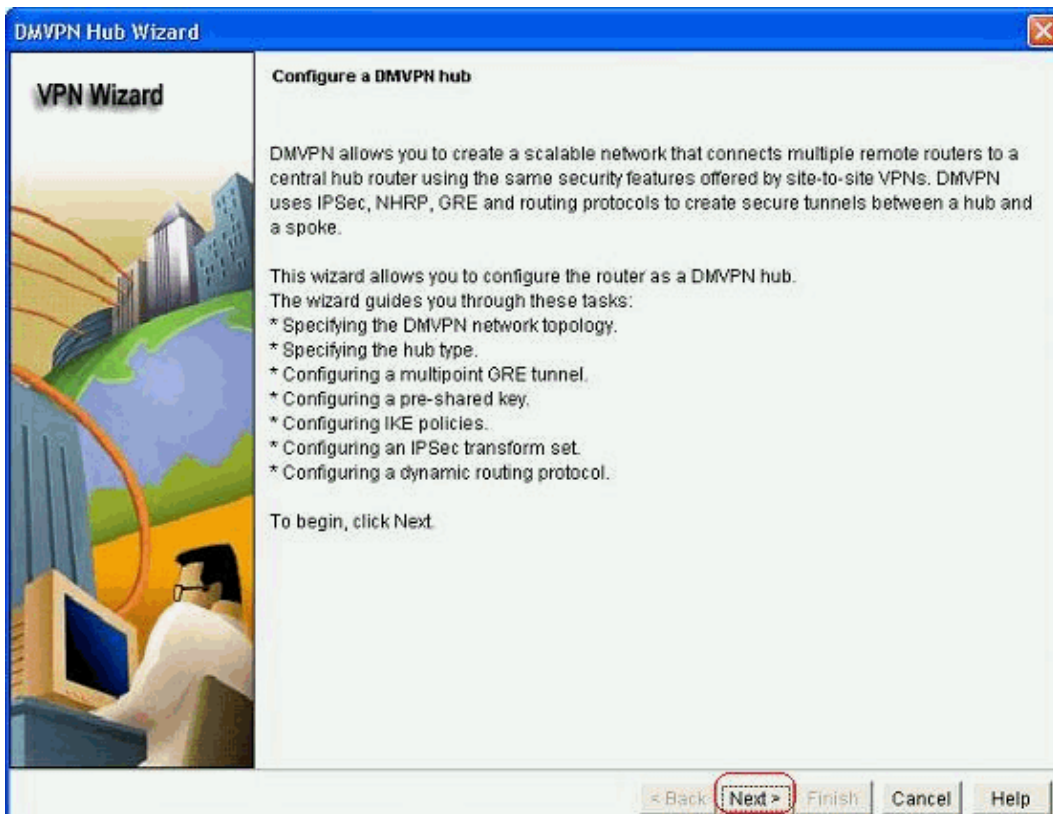 DMVPN Hub Wizard
VPN Wizard
Configure a DMVPN hub
DMVPN allows you to create a scalable network that connects multiple remote routers to a
central hub router using the same security features offered by site-to-site VPNs. DMVPN
uses IPSec, NHRP, GRE and routing protocols to create secure tunnels between a hub and
a spoke.
This wizard allows you to configure the router as a DMVPN hub.
The wizard guides you through these tasks:
* Specifying the DMVPN network topology.
* Specifying the hub type.
* Configuring a multipoint GRE tunnel.
* Configuring a pre-shared key.
* Configuring IKE policies.
* Configuring an IPSec transform set.
* Configuring a dynamic routing protocol.
To begin, click Next.
< Back Next > Finish Cancel Help